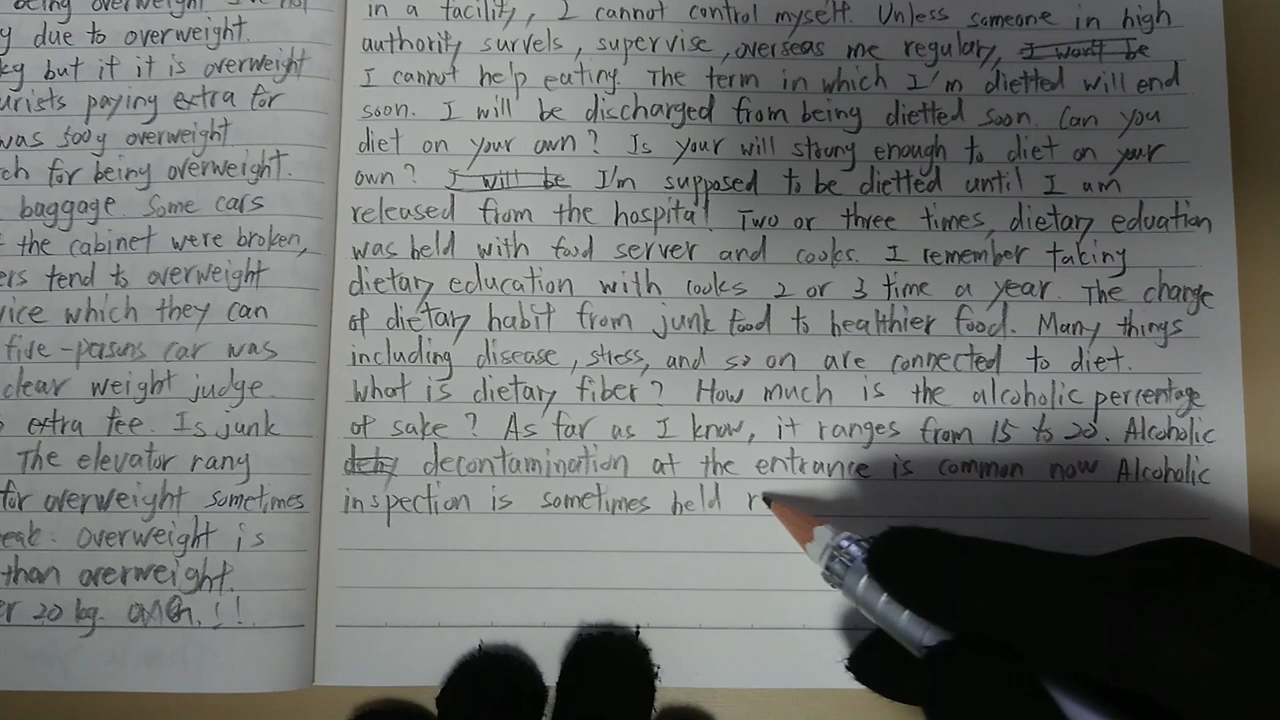 being overweight I've not
y due to overweight.
kg but if it is overweight
urists paying extra for
was 500g overweight
ch for being overweight.
baggage. Some cars
the cabinet were broken,
ers tend to overweight
vice which they can
five-persons car was
clear weight judge
extra fee. Is junk
The elevator rang
for overweight sometimes
eak. Overweight is
than overweight.
er 20 kg. !!
in a facility, I cannot control myself. Unless someone in high
authority survels, supervise, overseas me regulary, I won't be
I cannot help eating. The term in which I'm dietted will end
soon. I will be discharged from being dietted soon. Can you
diet on your own? Is your will strong enough to diet on your
own? I will be I'm supposed to be dietted until I am
released from the hospital. Two or three times, dietary eduation
was held with food server and cooks. I remember taking
dietary education with cooks 2 or 3 time a year. The change
of dietary habit from junk food to healthier food. Many things
including disease, stress, and so on are connected to diet.
What is dietary fiber? How much is the alcoholic percentage
of sake? As far as I know, it ranges from 15 to 20. Alcoholic
decontamination at the entrance is common now Alcoholic
inspection is sometimes held r